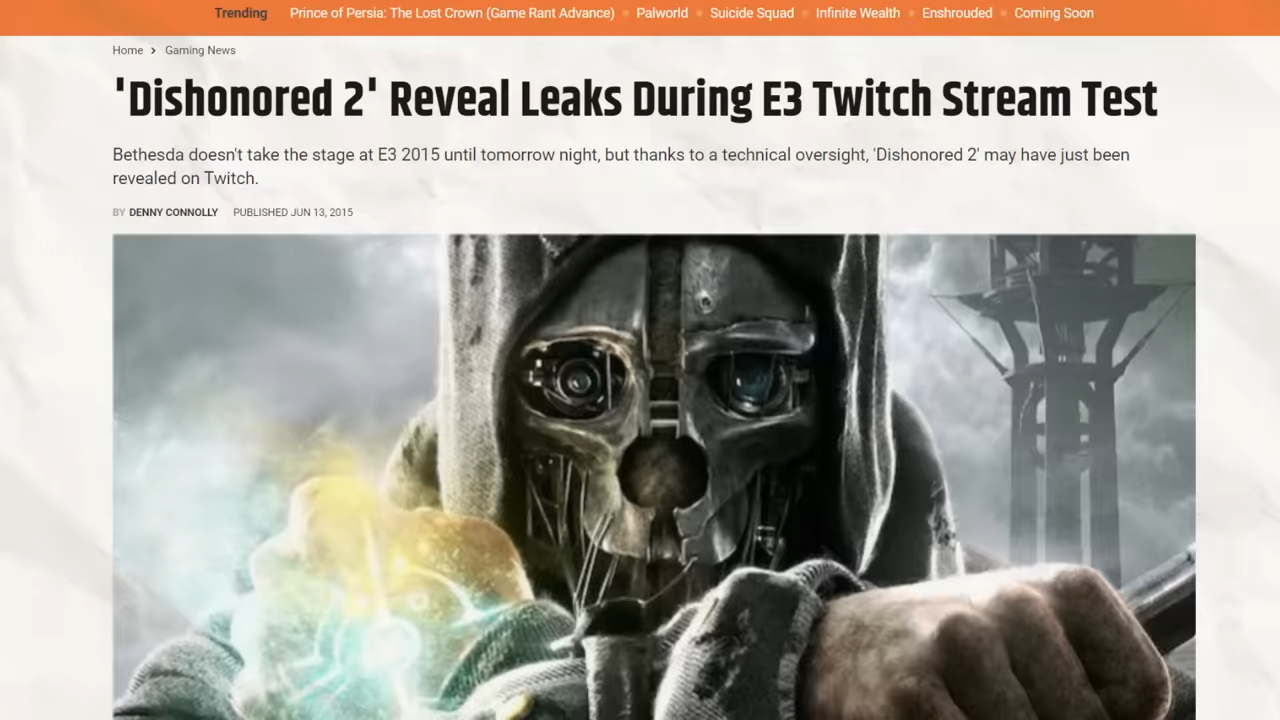 Trending Prince of Persia: The Lost Crown (Game Rant Advance) Palworld Suicide Squad Infinite Wealth Enshrouded Coming Soon
Home > Gaming News
'Dishonored 2' Reveal Leaks During E3 Twitch Stream Test
Bethesda doesn't take the stage at E3 2015 until tomorrow night, but thanks to a technical oversight, 'Dishonored 2' may have just been
revealed on Twitch.
BY DENNY CONNOLLY PUBLISHED JUN 13, 2015